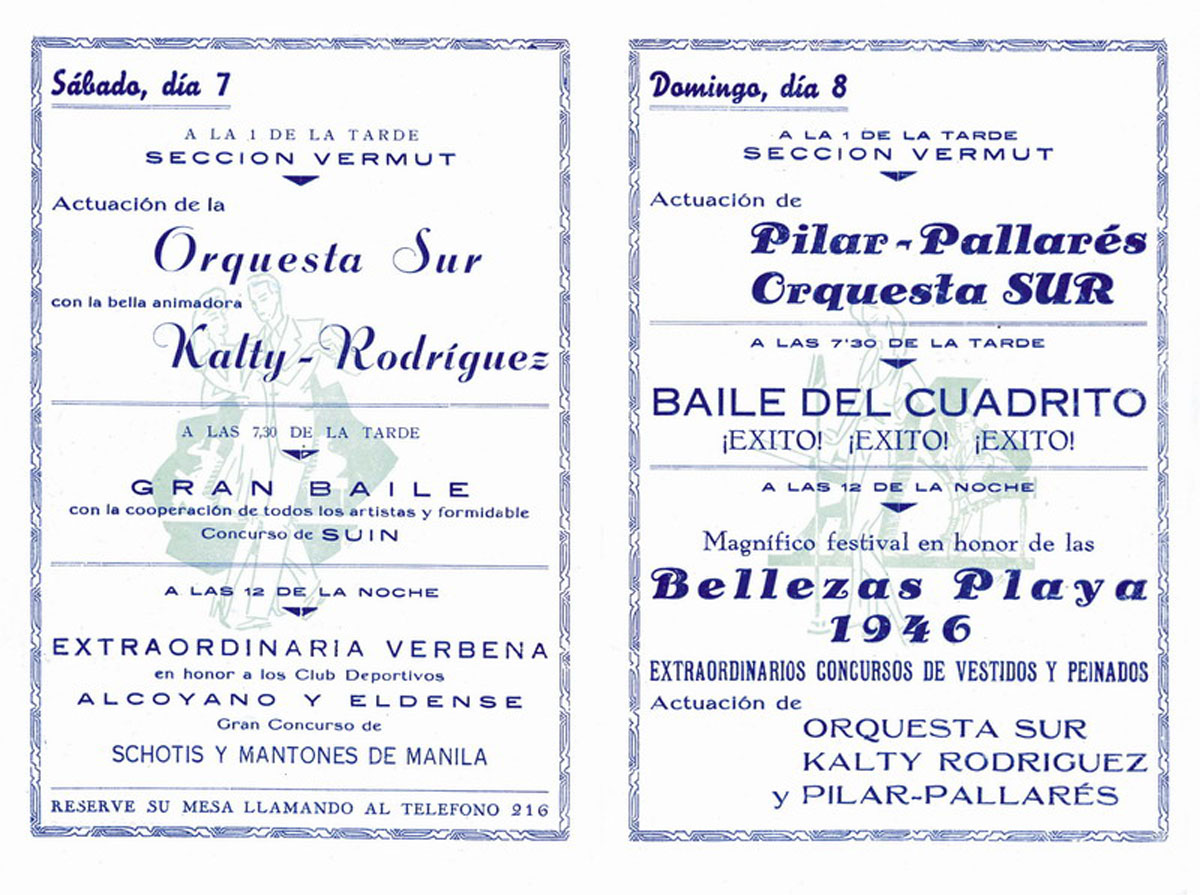 Sábado, día 7
A LA 1 DE LA TARDE
SECCION VERMUT
Actuación de la
Orquesta Sur
con la bella animadora
Kalty-Rodríguez
A LAS 7,30 DE LA TARDE
GRAN BAILE
con la cooperación de todos los artistas y formidable
Concurso de SUIN
A LAS 12 DE LA NOCHE
EXTRAORDINARIA VERBENA
en honor a los Club Deportivos
ALCOYANO Y ELDENSE
Gran Concurso de
SCHOTIS Y MANTONES DE MANILA
RESERVE SU MESA LLAMANDO AL TELEFONO 216
Domingo, día 8
A LA 1 DE LA TARDE
SECCION VERMUT
Actuación de
Pilar-Pallarés
Orquesta SUR
A LAS 7'30 DE LA TARDE
BAILE DEL CUADRITO
¡EXITO! ¡EXITO! ¡EXITO!
A LAS 12 DE LA NOCHE
Magnífico festival en honor de las
Bellezas Playa
1946
EXTRAORDINARIOS CONCURSOS DE VESTIDOS Y PEINADOS
Actuación de
ORQUESTA SUR
KALTY RODRIGUEZ
y PILAR-PALLARÉS